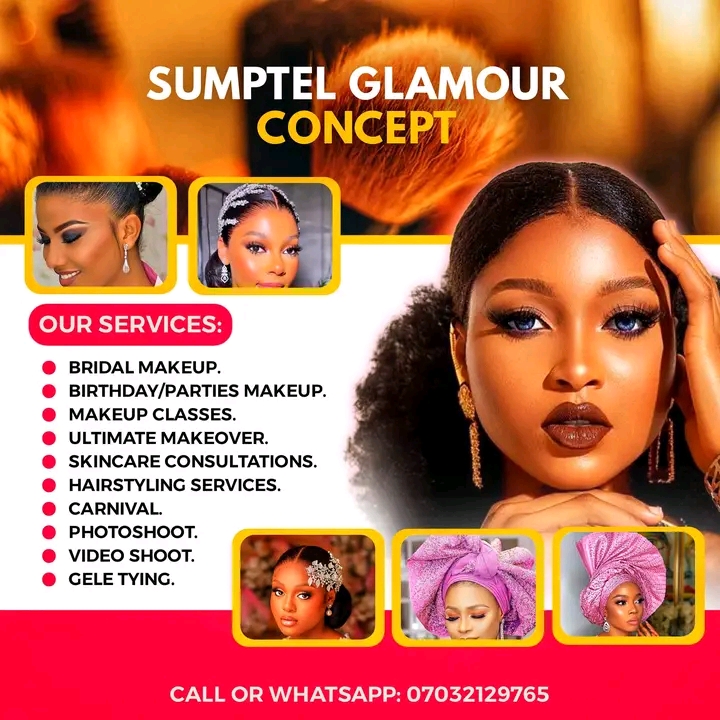 SUMPTEL GLAMOUR
CONCEPT
OUR SERVICES:
BRIDAL MAKEUP.
BIRTHDAY/PARTIES MAKEUP.
MAKEUP CLASSES.
ULTIMATE MAKEOVER.
SKINCARE CONSULTATIONS.
HAIRSTYLING SERVICES.
CARNIVAL.
PHOTOSHOOT.
VIDEO SHOOT.
GELE TYING.
CALL OR WHATSAPP: 07032129765